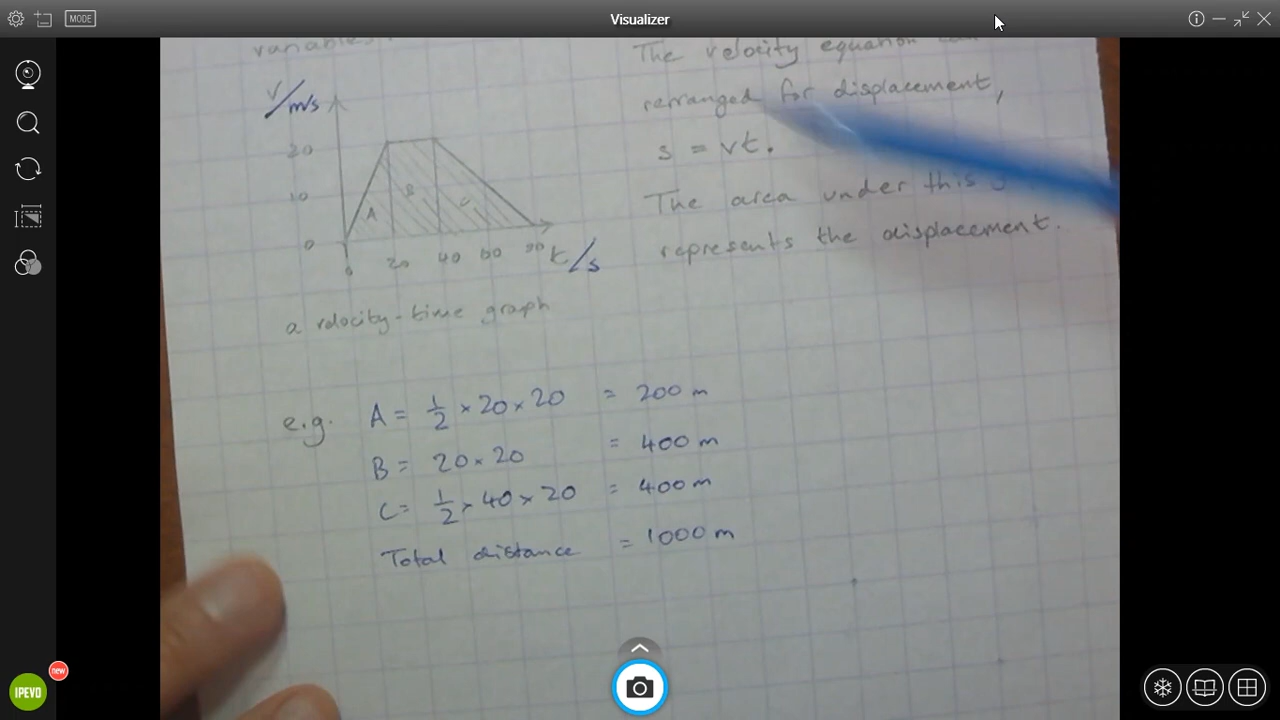 MODE
Visualizer
variables
The velocity equation
rerranged for displacement,
s = vt.
The area under this
represents the displacement.
V/m/s
20
10
0
A
B
C
0 20 40 60 80 t/s
a velocity-time graph
e.g. A = 1/2 × 20 × 20 = 200 m
B = 20 × 20 = 400 m
C = 1/2 × 40 × 20 = 400 m
Total distance = 1000 m
new
IPEVO